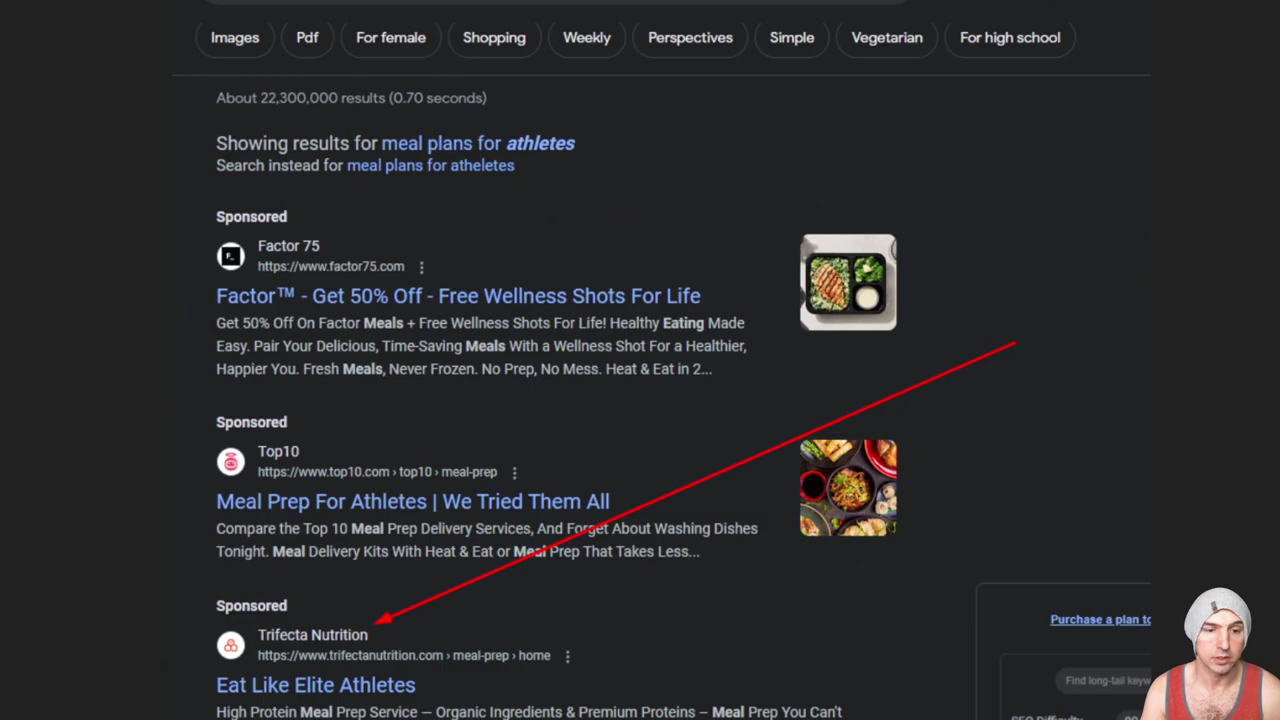 Images Pdf For female Shopping Weekly Perspectives Simple Vegetarian For high school
About 22,300,000 results (0.70 seconds)
Showing results for meal plans for athletes
Search instead for meal plans for atheletes
Sponsored
Factor 75
https://www.factor75.com
Factor™ - Get 50% Off - Free Wellness Shots For Life
Get 50% Off On Factor Meals + Free Wellness Shots For Life! Healthy Eating Made
Easy. Pair Your Delicious, Time-Saving Meals With a Wellness Shot For a Healthier,
Happier You. Fresh Meals, Never Frozen. No Prep, No Mess. Heat & Eat in 2...
Sponsored
Top10
https://www.top10.com › top10 › meal-prep
Meal Prep For Athletes | We Tried Them All
Compare the Top 10 Meal Prep Delivery Services, And Forget About Washing Dishes
Tonight. Meal Delivery Kits With Heat & Eat or Meal Prep That Takes Less...
Sponsored
Trifecta Nutrition
https://www.trifectanutrition.com › meal-prep › home
Eat Like Elite Athletes
High Protein Meal Prep Service — Organic Ingredients & Premium Proteins – Meal Prep You Can't
Purchase a plan to
Find long-tail keyw
SEO Difficulty